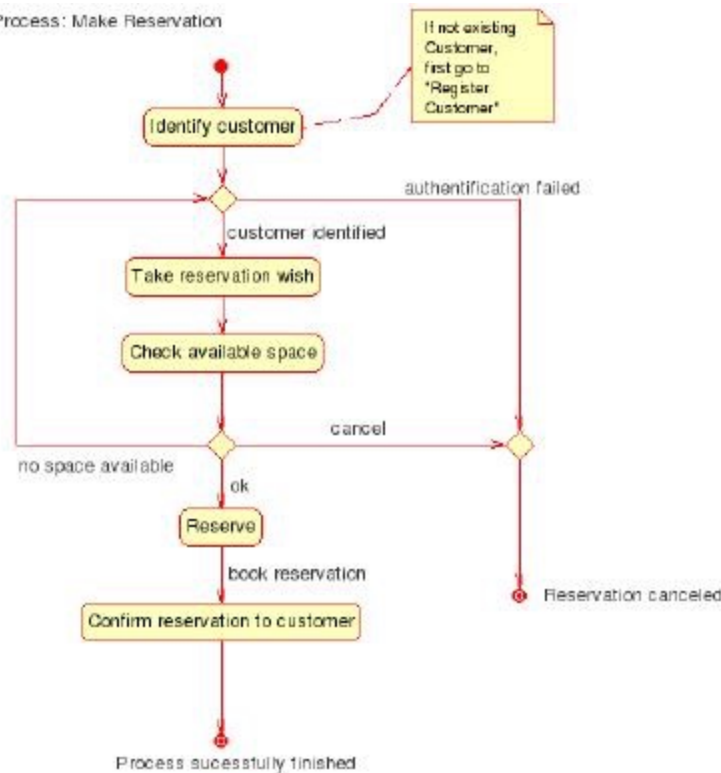 Process: Make Reservation
If not existing
Customer,
first go to
"Register
Customer"
Identify customer
authentification failed
customer identified
Take reservation wish
Check available space
cancel
no space available
ok
Reserve
book reservation
Reservation canceled
Confirm reservation to customer
Process sucessfully finished